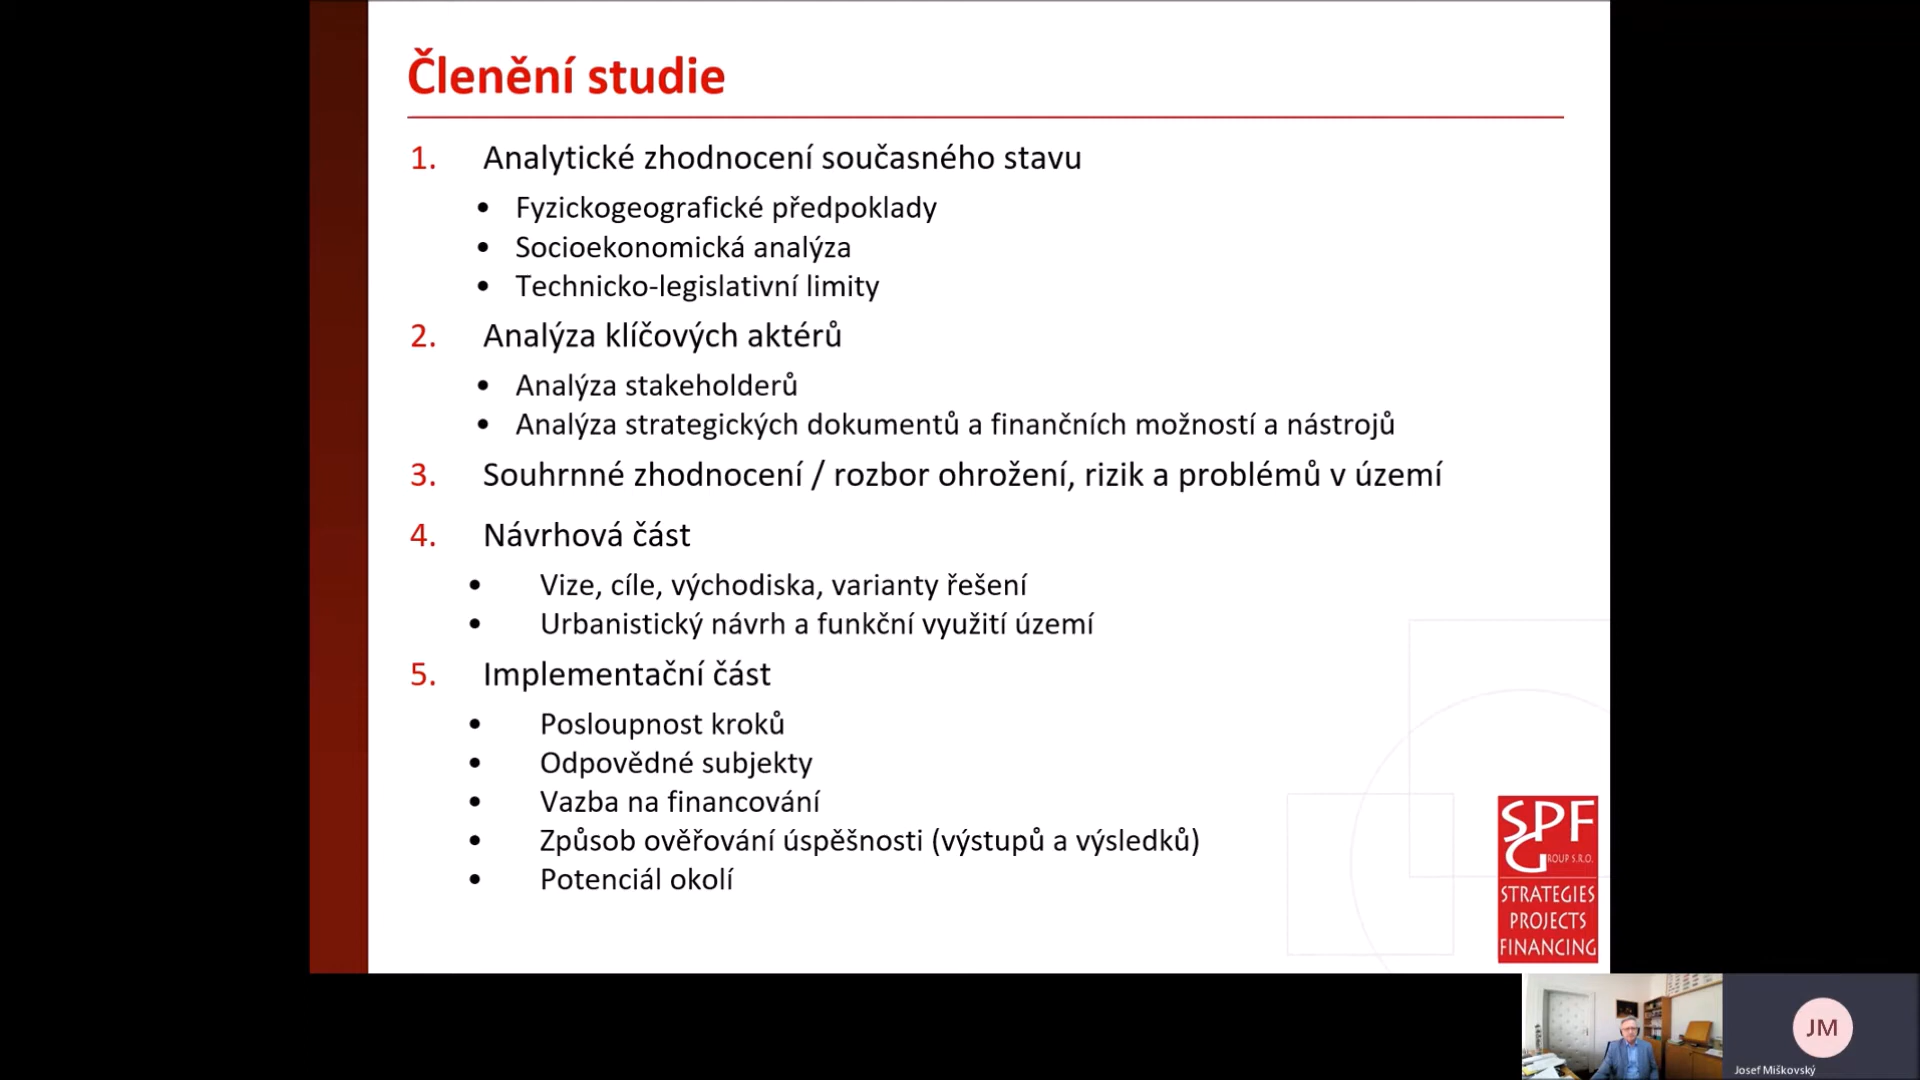 Členění studie
1. Analytické zhodnocení současného stavu
• Fyzickogeografické předpoklady
• Socioekonomická analýza
• Technicko-legislativní limity
2. Analýza klíčových aktérů
• Analýza stakeholderů
• Analýza strategických dokumentů a finančních možností a nástrojů
3. Souhrnné zhodnocení / rozbor ohrožení, rizik a problémů v území
4. Návrhová část
• Vize, cíle, východiska, varianty řešení
• Urbanistický návrh a funkční využití území
5. Implementační část
• Posloupnost kroků
• Odpovědné subjekty
• Vazba na financování
• Způsob ověřování úspěšnosti (výstupů a výsledků)
• Potenciál okolí
SPF
GROUP S.R.O.
STRATEGIES
PROJECTS
FINANCING
JM
Josef Miškovský